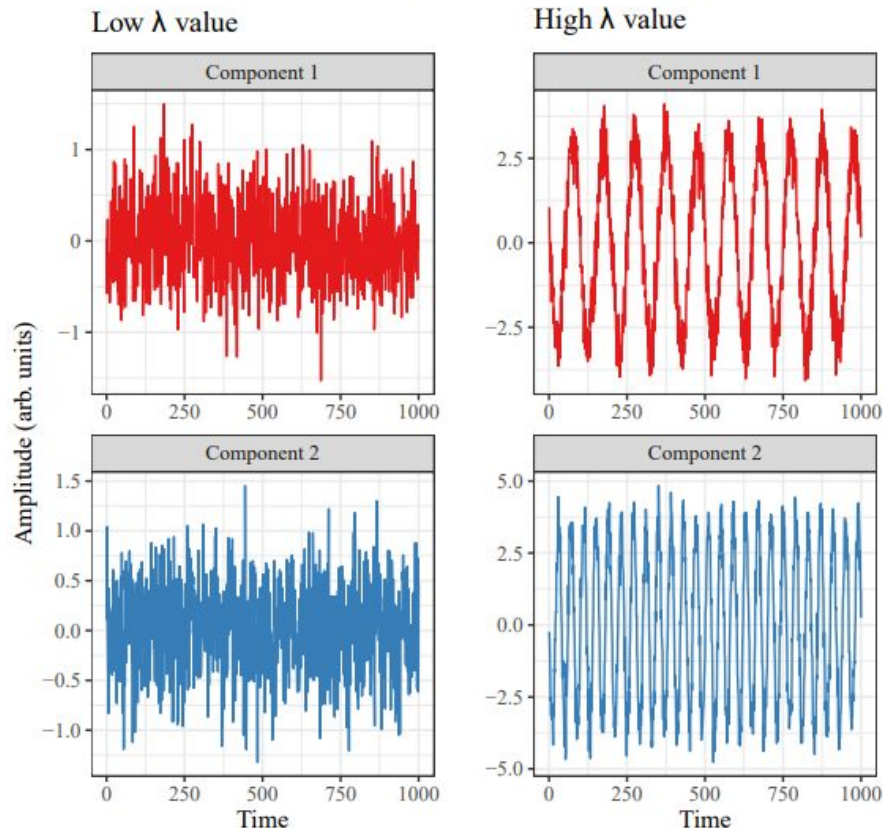 Low λ value
High λ value
Component 1
Component 1
1
0
−1
2.5
0.0
−2.5
0 250 500 750 1000
0 250 500 750 1000
Amplitude (arb. units)
Component 2
Component 2
1.5
1.0
0.5
0.0
−0.5
−1.0
5.0
2.5
0.0
−2.5
−5.0
0 250 500 750 1000
0 250 500 750 1000
Time
Time